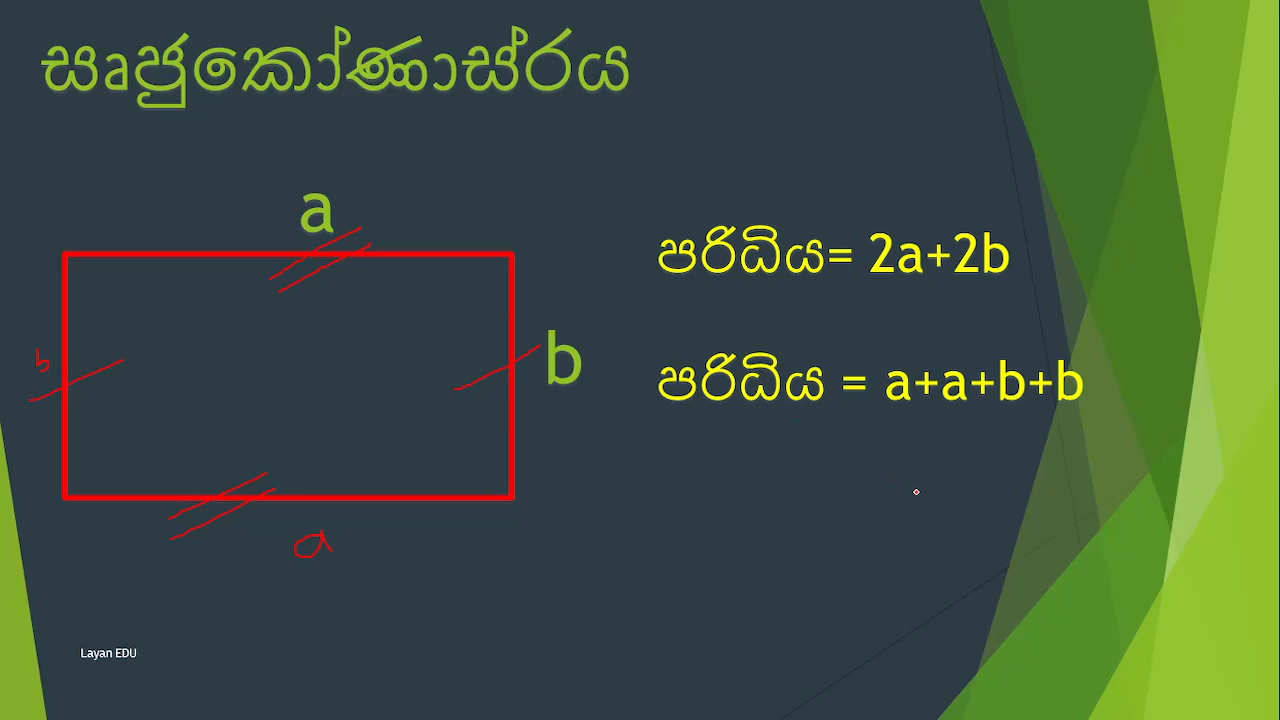 සෘජුකෝණාස්රය
a
b
b
a
පරිධිය= 2a+2b
පරිධිය = a+a+b+b
Layan EDU